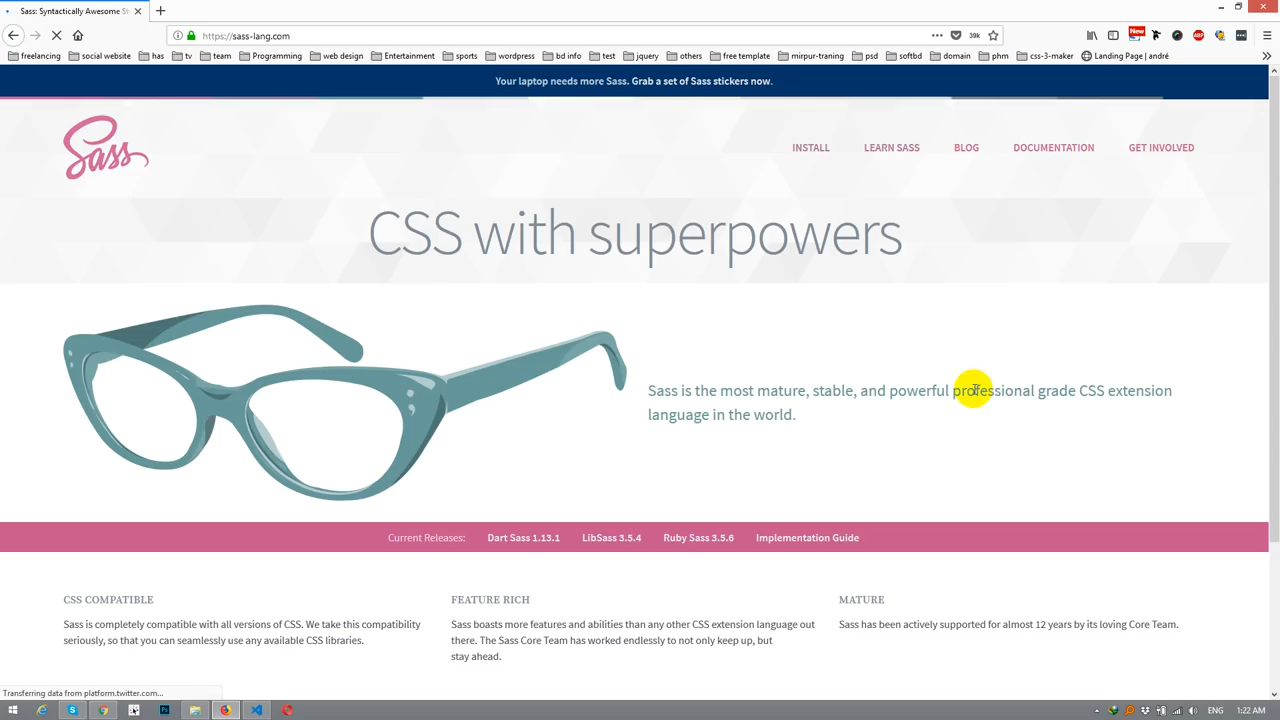 Sass: Syntactically Awesome St
https://sass-lang.com
39k
New
ABP
freelancing social website has tv team Programming web design Entertainment sports wordpress bd info test jquery others free template mirpur-traning psd softbd domain phm css-3-maker Landing Page | andré
Your laptop needs more Sass. Grab a set of Sass stickers now.
Sass
INSTALL LEARN SASS BLOG DOCUMENTATION GET INVOLVED
CSS with superpowers
Sass is the most mature, stable, and powerful professional grade CSS extension
language in the world.
Current Releases: Dart Sass 1.13.1 LibSass 3.5.4 Ruby Sass 3.5.6 Implementation Guide
CSS COMPATIBLE
Sass is completely compatible with all versions of CSS. We take this compatibility
seriously, so that you can seamlessly use any available CSS libraries.
FEATURE RICH
Sass boasts more features and abilities than any other CSS extension language out
there. The Sass Core Team has worked endlessly to not only keep up, but
stay ahead.
MATURE
Sass has been actively supported for almost 12 years by its loving Core Team.
Transferring data from platform.twitter.com...
ENG 1:22 AM